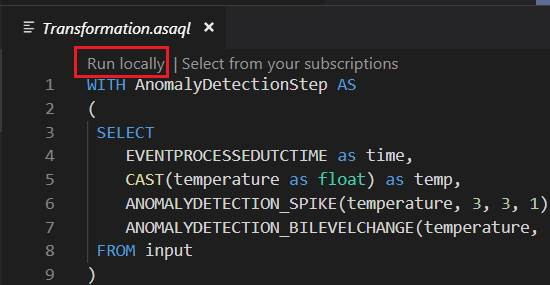 Transformation.asaql ×
Run locally | Select from your subscriptions
1 WITH AnomalyDetectionStep AS
2 (
3 SELECT
4 EVENTPROCESSEDUTCTIME as time,
5 CAST(temperature as float) as temp,
6 ANOMALYDETECTION_SPIKE(temperature, 3, 3, 1)
7 ANOMALYDETECTION_BILEVELCHANGE(temperature,
8 FROM input
9 )